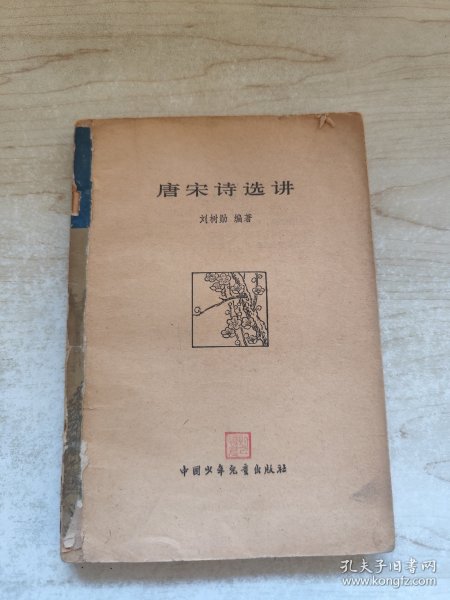 唐宋诗选讲
刘树勋 编著
中国少年儿童出版社
孔夫子旧书网
www.kongfz.com